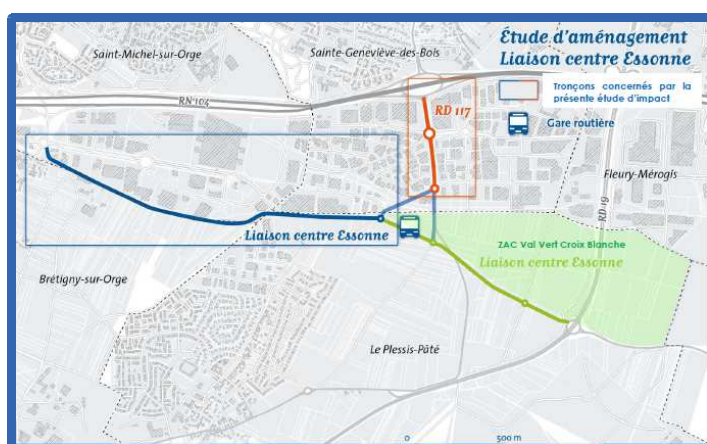 Étude d'aménagement
Liaison centre Essonne
Tronçons concernés par la
présente étude d'impact
Gare routière
Saint-Michel-sur-Orge
Sainte-Geneviève-des-Bois
RN 104
RD 117
Fleury-Mérogis
RD 19
Liaison centre Essonne
ZAC Val Vert Croix Blanche
Liaison centre Essonne
Brétigny-sur-Orge
Le Plessis-Pâté
0 500 m